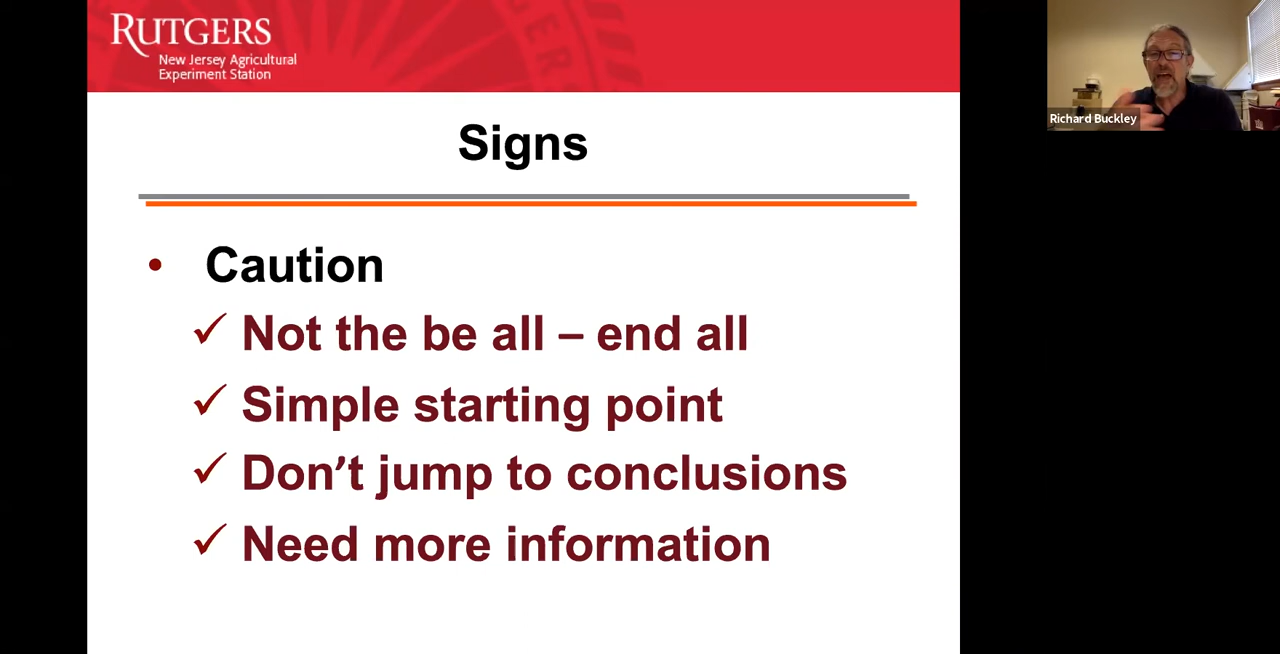 RUTGERS
New Jersey Agricultural
Experiment Station
Richard Buckley
Signs
• Caution
✓ Not the be all – end all
✓ Simple starting point
✓ Don’t jump to conclusions
✓ Need more information